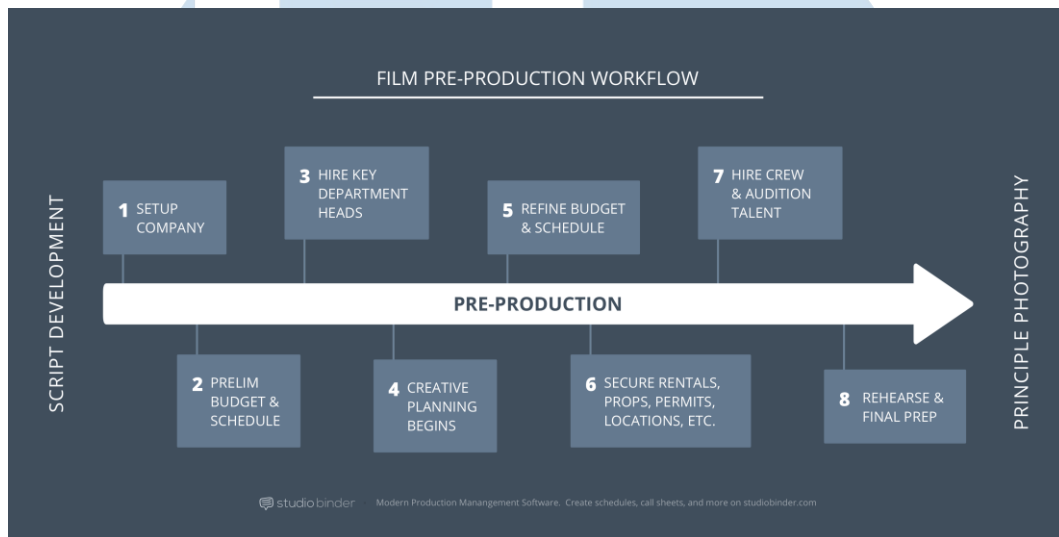 FILM PRE-PRODUCTION WORKFLOW
SCRIPT DEVELOPMENT
1 SETUP
COMPANY
2 PRELIM
BUDGET &
SCHEDULE
3 HIRE KEY
DEPARTMENT
HEADS
4 CREATIVE
PLANNING
BEGINS
5 REFINE BUDGET
& SCHEDULE
6 SECURE RENTALS,
PROPS, PERMITS,
LOCATIONS, ETC.
7 HIRE CREW
& AUDITION
TALENT
8 REHEARSE &
FINAL PREP
PRE-PRODUCTION
PRINCIPLE PHOTOGRAPHY
studiobinder
Modern Production Manangement Software. Create schedules, call sheets, and more on studiobinder.com